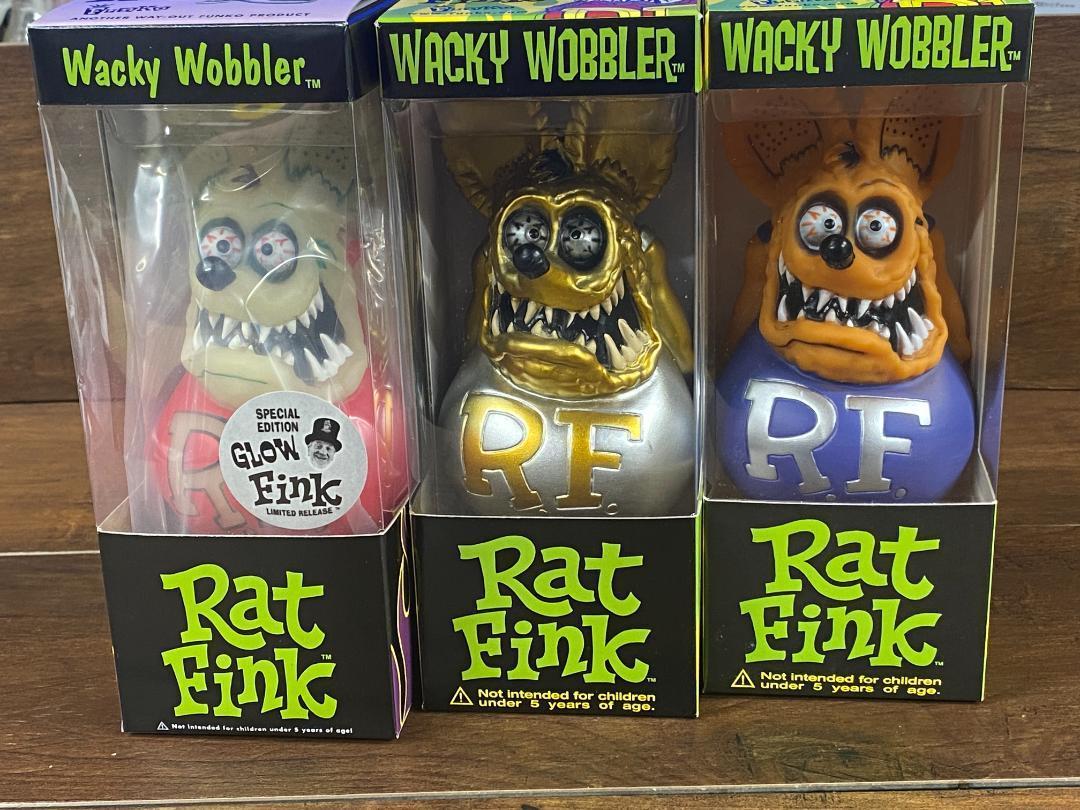 Funko
ANOTHER WAY-OUT FUNKO PRODUCT
Wacky Wobbler™
R
SPECIAL
EDITION
GLOW
Fink
LIMITED RELEASE™
Rat
Fink™
⚠ Not intended for children under 5 years of age!
WACKY WOBBLER™
R.F.
Rat
Fink™
⚠ Not intended for children
under 5 years of age.
WACKY WOBBLER™
R.F.
Rat
Fink™
⚠ Not intended for children
under 5 years of age.